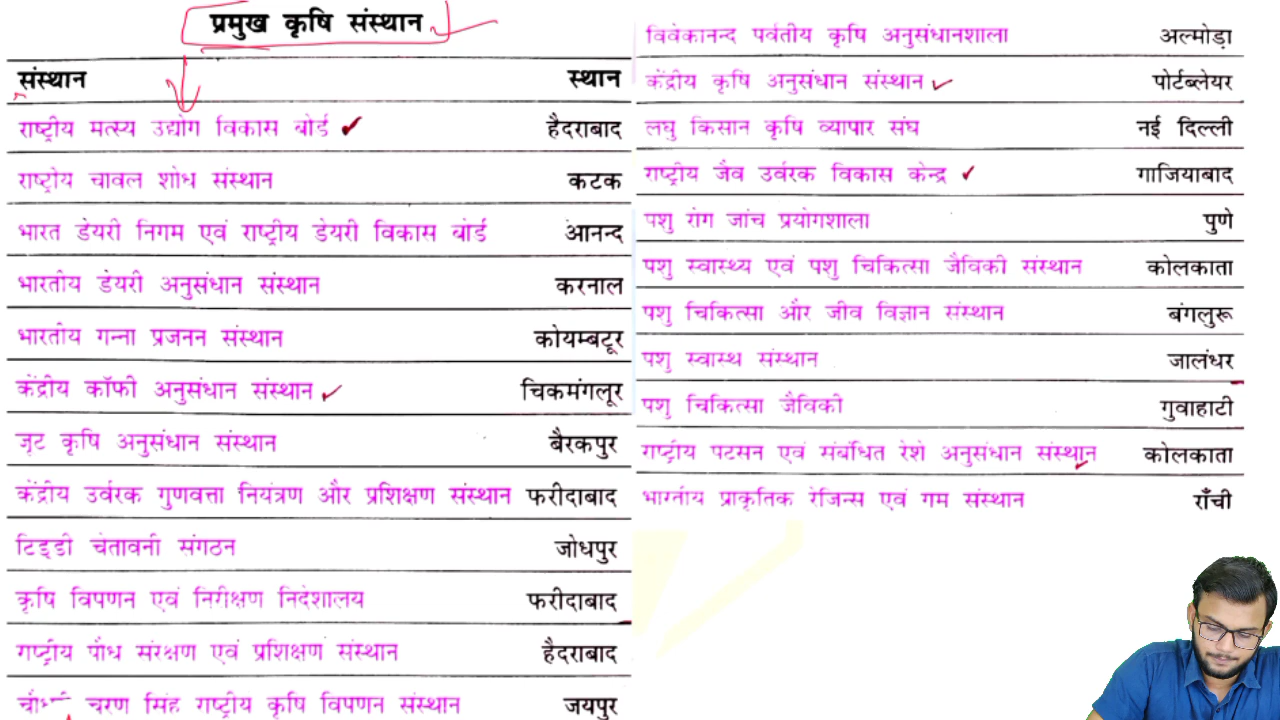 प्रमुख कृषि संस्थान
संस्थान स्थान
राष्ट्रीय मत्स्य उद्योग विकास बोर्ड हैदराबाद
राष्ट्रीय चावल शोध संस्थान कटक
भारत डेयरी निगम एवं राष्ट्रीय डेयरी विकास बोर्ड आनन्द
भारतीय डेयरी अनुसंधान संस्थान करनाल
भारतीय गन्ना प्रजनन संस्थान कोयम्बटूर
केंद्रीय कॉफी अनुसंधान संस्थान चिकमंगलूर
जूट कृषि अनुसंधान संस्थान बैरकपुर
केंद्रीय उर्वरक गुणवत्ता नियंत्रण और प्रशिक्षण संस्थान फरीदाबाद
टिड्डी चेतावनी संगठन जोधपुर
कृषि विपणन एवं निरीक्षण निदेशालय फरीदाबाद
राष्ट्रीय पौध संरक्षण एवं प्रशिक्षण संस्थान हैदराबाद
चरण सिंह राष्ट्रीय कृषि विपणन संस्थान जयपुर
विवेकानन्द पर्वतीय कृषि अनुसंधानशाला अल्मोड़ा
केंद्रीय कृषि अनुसंधान संस्थान पोर्टब्लेयर
लघु किसान कृषि व्यापार संघ नई दिल्ली
राष्ट्रीय जैव उर्वरक विकास केन्द्र गाजियाबाद
पशु रोग जांच प्रयोगशाला पुणे
पशु स्वास्थ्य एवं पशु चिकित्सा जैविकी संस्थान कोलकाता
पशु चिकित्सा और जीव विज्ञान संस्थान बंगलुरू
पशु स्वास्थ संस्थान जालंधर
पशु चिकित्सा जैविकी गुवाहाटी
राष्ट्रीय पटसन एवं संबंधित रेशे अनुसंधान संस्थान कोलकाता
भारतीय प्राकृतिक रेजिन्स एवं गम संस्थान राँची